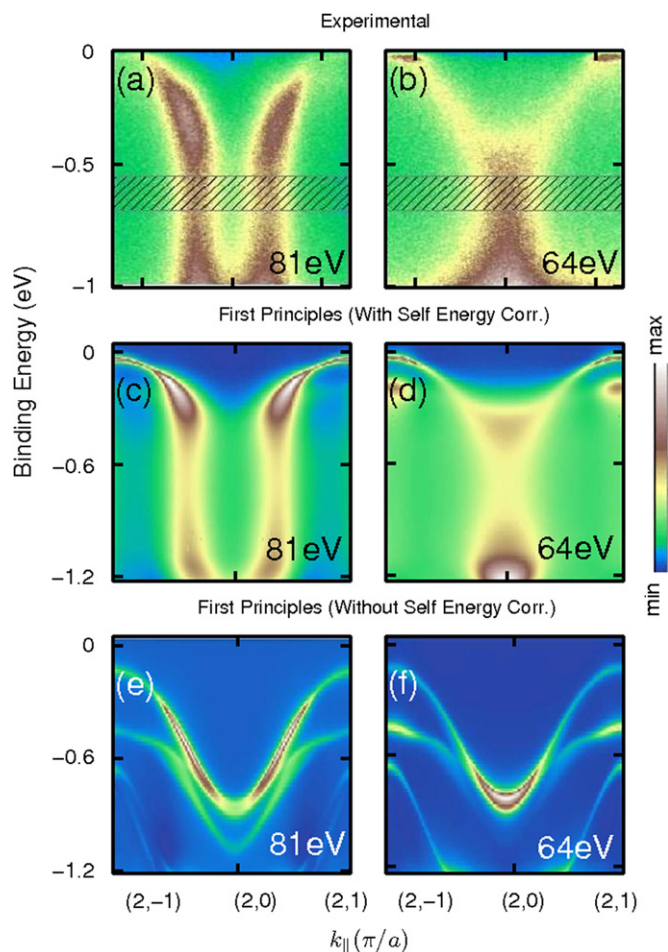 Experimental
0
(a)
(b)
-0.5
81eV
64eV
-1
First Principles (With Self Energy Corr.)
0
(c)
(d)
-0.6
81eV
64eV
-1.2
First Principles (Without Self Energy Corr.)
0
(e)
(f)
-0.6
81eV
64eV
-1.2
(2,-1) (2,0) (2,1) (2,-1) (2,0) (2,1)
k∥(π/a)
Binding Energy (eV)
max
min